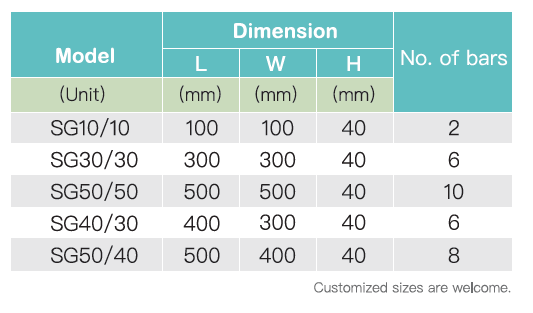 Model Dimension No. of bars
L W H
(Unit) (mm) (mm) (mm)
SG10/10 100 100 40 2
SG30/30 300 300 40 6
SG50/50 500 500 40 10
SG40/30 400 300 40 6
SG50/40 500 400 40 8
Customized sizes are welcome.